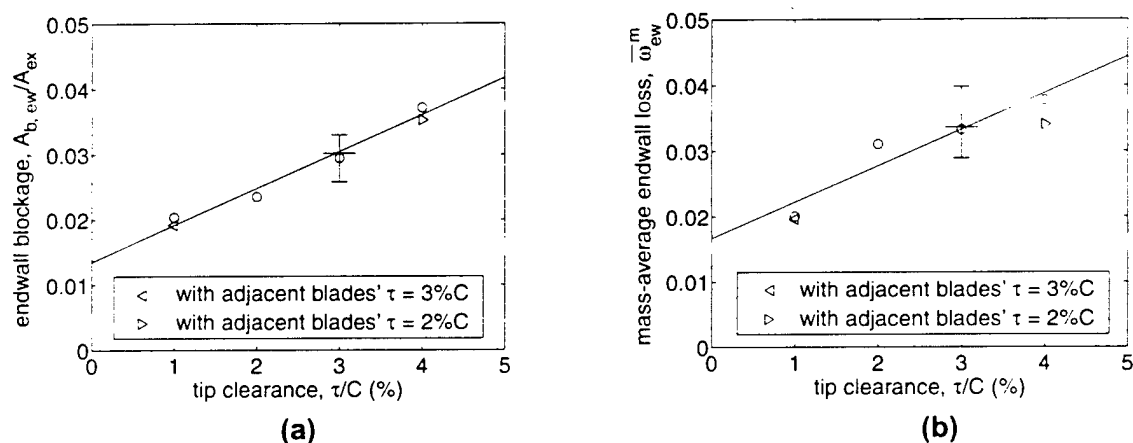 0.05
0.04
0.03
0.02
0.01
0
endwall blockage, A_b, ew/A_ex
◁ with adjacent blades' τ = 3%C
▷ with adjacent blades' τ = 2%C
0 1 2 3 4 5
tip clearance, τ/C (%)
(a)
0.05
0.04
0.03
0.02
0.01
0
mass-average endwall loss, ω̅_ew^m
◁ with adjacent blades' τ = 3%C
▷ with adjacent blades' τ = 2%C
0 1 2 3 4 5
tip clearance, τ/C (%)
(b)